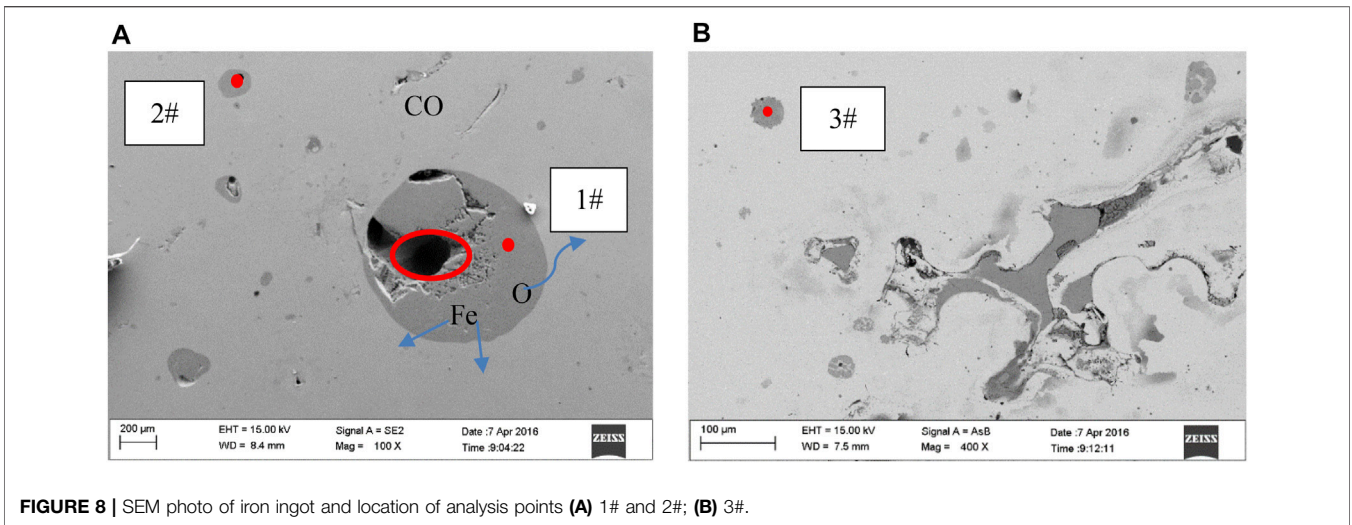 A
2#
CO
1#
O
Fe
200 µm
EHT = 15.00 kV
WD = 8.4 mm
Signal A = SE2
Mag = 100 X
Date :7 Apr 2016
Time :9:04:22
ZEISS
B
3#
100 µm
EHT = 15.00 kV
WD = 7.5 mm
Signal A = AsB
Mag = 400 X
Date :7 Apr 2016
Time :9:12:11
ZEISS
FIGURE 8 | SEM photo of iron ingot and location of analysis points (A) 1# and 2#; (B) 3#.